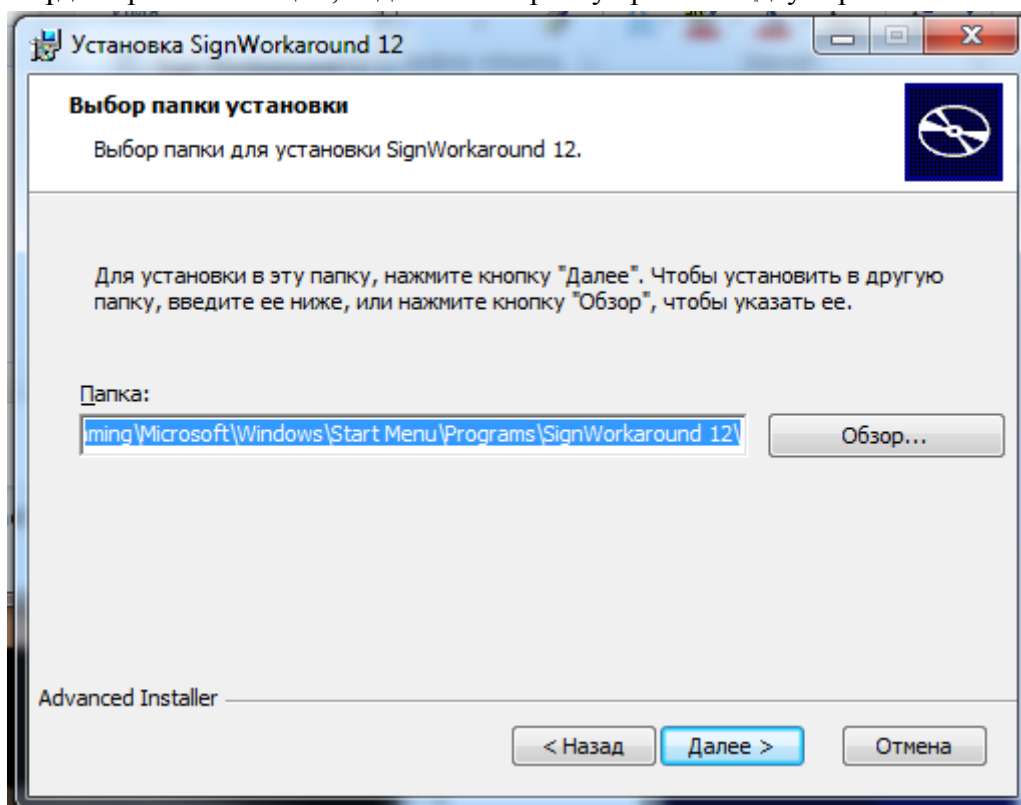 Установка SignWorkaround 12
Выбор папки установки
Выбор папки для установки SignWorkaround 12.
Для установки в эту папку, нажмите кнопку "Далее". Чтобы установить в другую
папку, введите ее ниже, или нажмите кнопку "Обзор", чтобы указать ее.
Папка:
ming\Microsoft\Windows\Start Menu\Programs\SignWorkaround 12\
Обзор...
Advanced Installer
< Назад
Далее >
Отмена